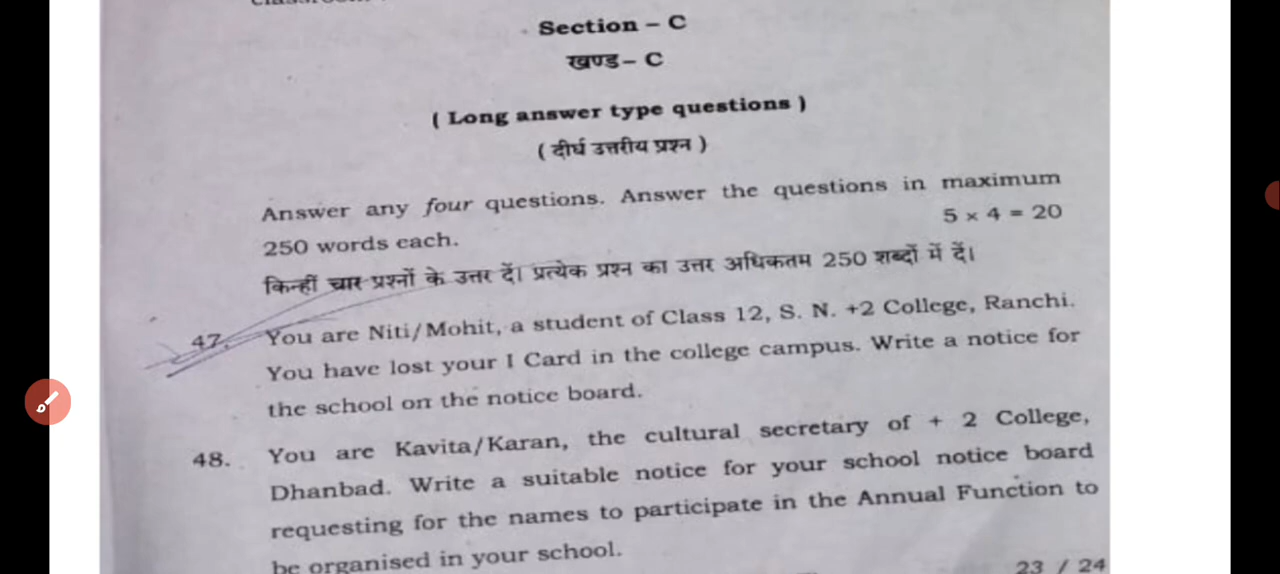 Section – C
खण्ड – C
( Long answer type questions )
( दीर्घ उत्तरीय प्रश्न )
Answer any four questions. Answer the questions in maximum
250 words each. 5 × 4 = 20
किन्हीं चार प्रश्नों के उत्तर दें। प्रत्येक प्रश्न का उत्तर अधिकतम 250 शब्दों में दें।
47. You are Niti/Mohit, a student of Class 12, S. N. +2 College, Ranchi.
You have lost your I Card in the college campus. Write a notice for
the school on the notice board.
48. You are Kavita/Karan, the cultural secretary of + 2 College,
Dhanbad. Write a suitable notice for your school notice board
requesting for the names to participate in the Annual Function to
be organised in your school.
23 / 24